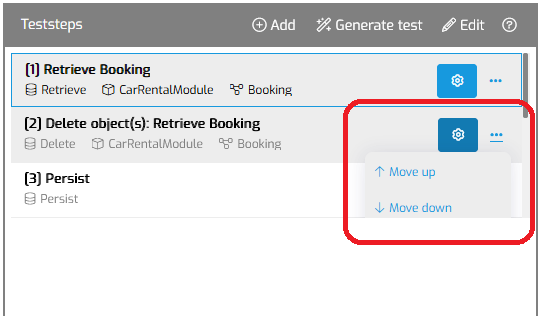 Teststeps Add Generate test Edit
[1] Retrieve Booking
Retrieve CarRentalModule Booking
[2] Delete object(s): Retrieve Booking
Delete CarRentalModule Booking
Move up
[3] Persist
Persist
Move down